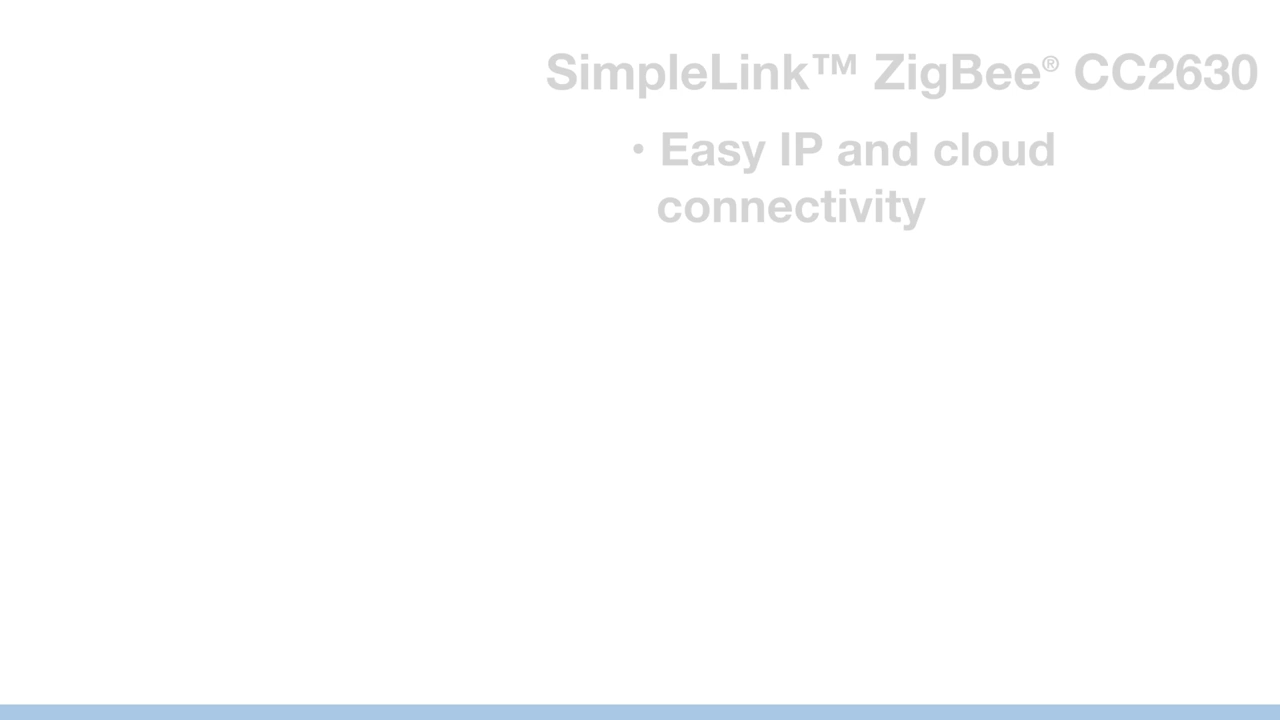 SimpleLink™ ZigBee® CC2630
• Easy IP and cloud
connectivity